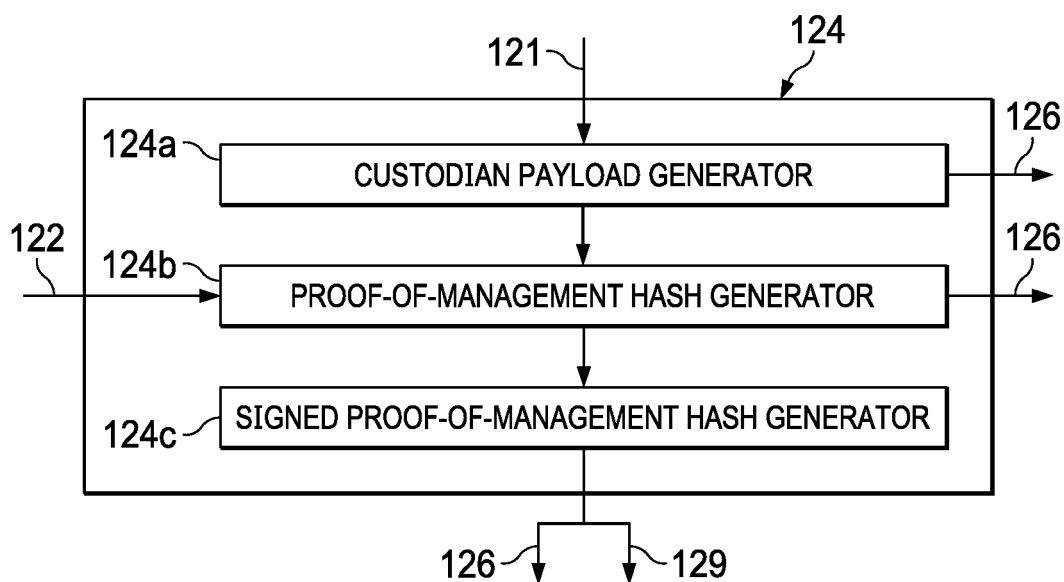 121
124
124a
CUSTODIAN PAYLOAD GENERATOR
126
122
124b
PROOF-OF-MANAGEMENT HASH GENERATOR
126
124c
SIGNED PROOF-OF-MANAGEMENT HASH GENERATOR
126
129